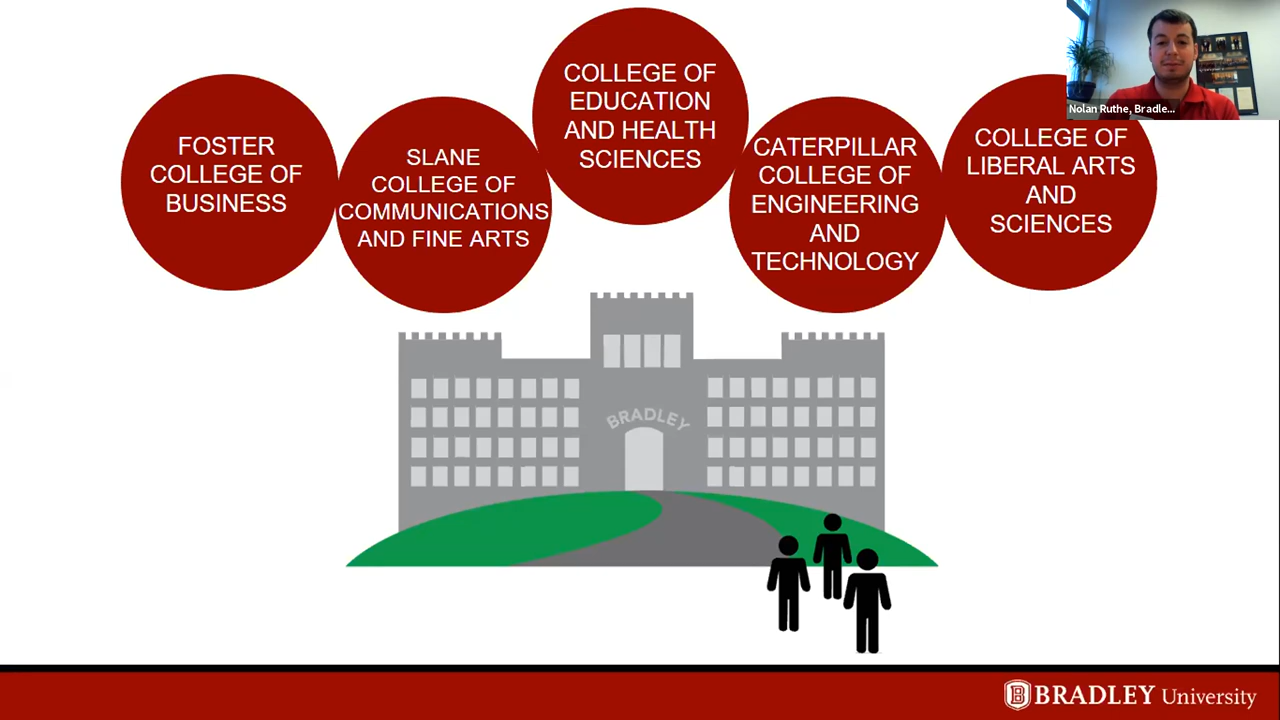 FOSTER
COLLEGE OF
BUSINESS
SLANE
COLLEGE OF
COMMUNICATIONS
AND FINE ARTS
COLLEGE OF
EDUCATION
AND HEALTH
SCIENCES
CATERPILLAR
COLLEGE OF
ENGINEERING
AND
TECHNOLOGY
COLLEGE OF
LIBERAL ARTS
AND
SCIENCES
Nolan Ruthe, Bradle...
BRADLEY
B BRADLEY University